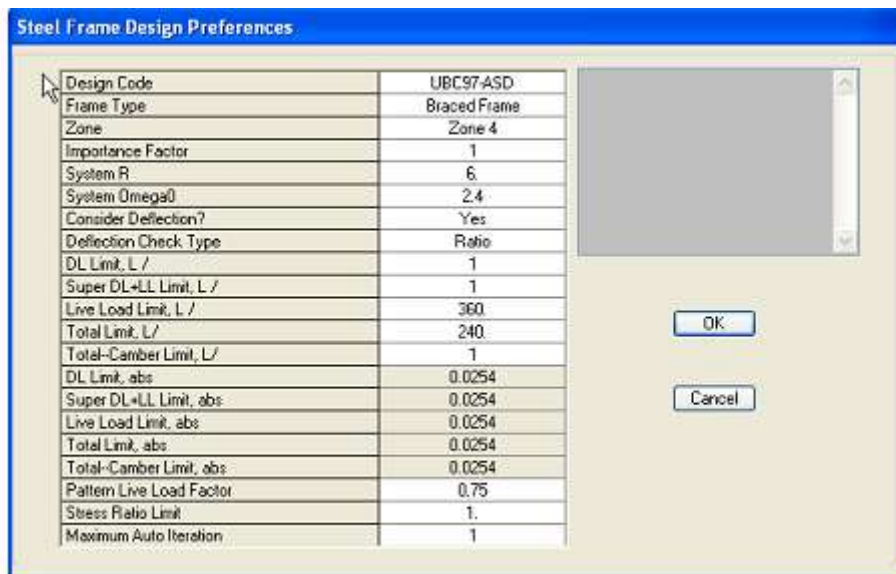 Steel Frame Design Preferences
Design Code UBC97-ASD
Frame Type Braced Frame
Zone Zone 4
Importance Factor 1
System R 6.
System Omega0 2.4
Consider Deflection? Yes
Deflection Check Type Ratio
DL Limit, L / 1
Super DL+LL Limit, L / 1
Live Load Limit, L / 360.
Total Limit, L/ 240.
Total--Camber Limit, L/ 1
DL Limit, abs 0.0254
Super DL+LL Limit, abs 0.0254
Live Load Limit, abs 0.0254
Total Limit, abs 0.0254
Total--Camber Limit, abs 0.0254
Pattern Live Load Factor 0.75
Stress Ratio Limit 1.
Maximum Auto Iteration 1
OK
Cancel